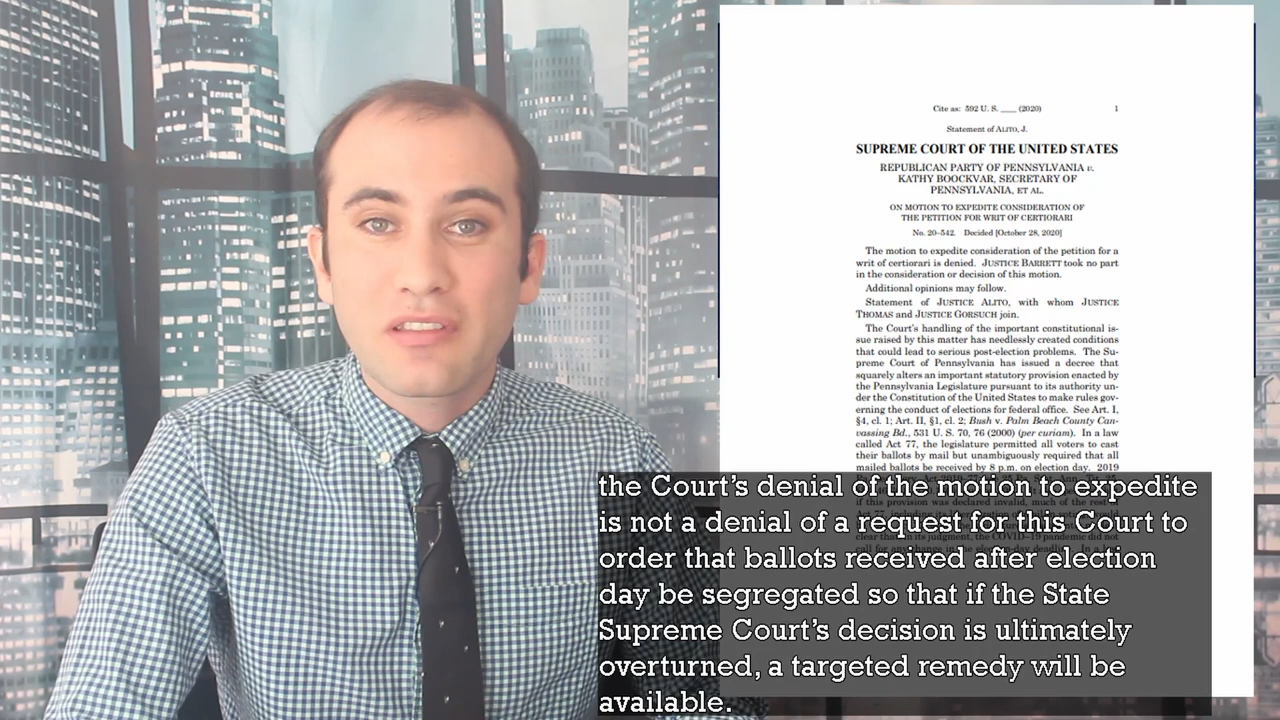 Cite as: 592 U. S. ____ (2020)
1
Statement of ALITO, J.
SUPREME COURT OF THE UNITED STATES
REPUBLICAN PARTY OF PENNSYLVANIA v.
KATHY BOOCKVAR, SECRETARY OF
PENNSYLVANIA, ET AL.
ON MOTION TO EXPEDITE CONSIDERATION OF
THE PETITION FOR WRIT OF CERTIORARI
No. 20–542. Decided [October 28, 2020]
The motion to expedite consideration of the petition for a
writ of certiorari is denied. JUSTICE BARRETT took no part
in the consideration or decision of this motion.
Additional opinions may follow.
Statement of JUSTICE ALITO, with whom JUSTICE
THOMAS and JUSTICE GORSUCH join.
The Court's handling of the important constitutional is-
sue raised by this matter has needlessly created conditions
that could lead to serious post-election problems. The Su-
preme Court of Pennsylvania has issued a decree that
squarely alters an important statutory provision enacted by
the Pennsylvania Legislature pursuant to its authority un-
der the Constitution of the United States to make rules gov-
erning the conduct of elections for federal office. See Art. I,
§4, cl. 1; Art. II, §1, cl. 2; Bush v. Palm Beach County Can-
vassing Bd., 531 U. S. 70, 76 (2000) (per curiam). In a law
called Act 77, the legislature permitted all voters to cast
their ballots by mail but unambiguously required that all
mailed ballots be received by 8 p.m. on election day. 2019
the Court's denial of the motion to expedite
is not a denial of a request for this Court to
order that ballots received after election
day be segregated so that if the State
Supreme Court's decision is ultimately
overturned, a targeted remedy will be
available.